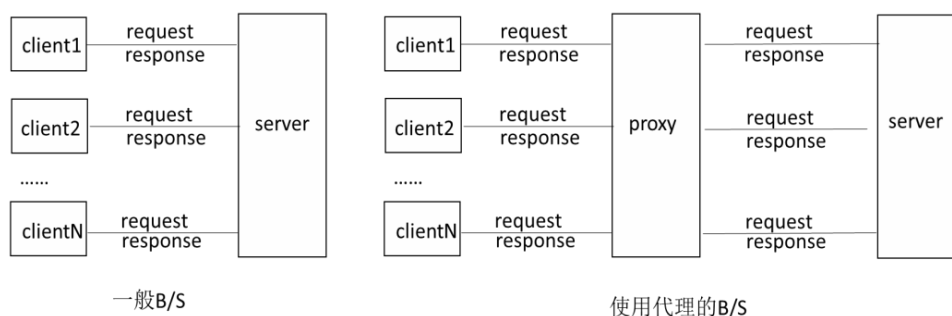 client1
request
response
client2
request
response
server
……
clientN
request
response
一般B/S
client1
request
response
request
response
client2
request
response
proxy
request
response
server
……
clientN
request
response
request
response
使用代理的B/S